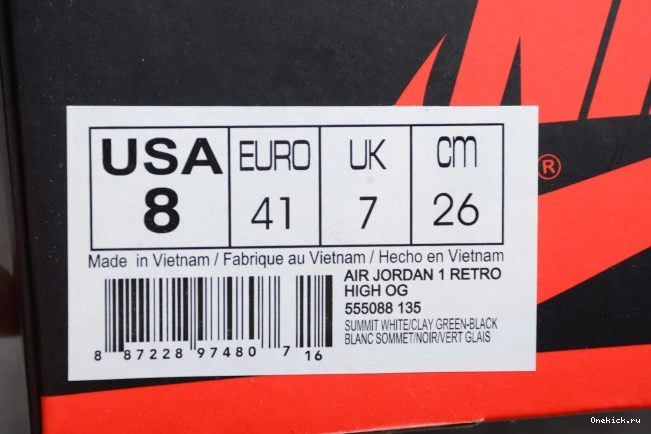 ®
USA EURO UK cm
8 41 7 26
Made in Vietnam / Fabrique au Vietnam / Hecho en Vietnam
AIR JORDAN 1 RETRO
HIGH OG
555088 135
SUMMIT WHITE/CLAY GREEN-BLACK
BLANC SOMMET/NOIR/VERT GLAIS
8 87228 97480 7 16
Onekick.ru